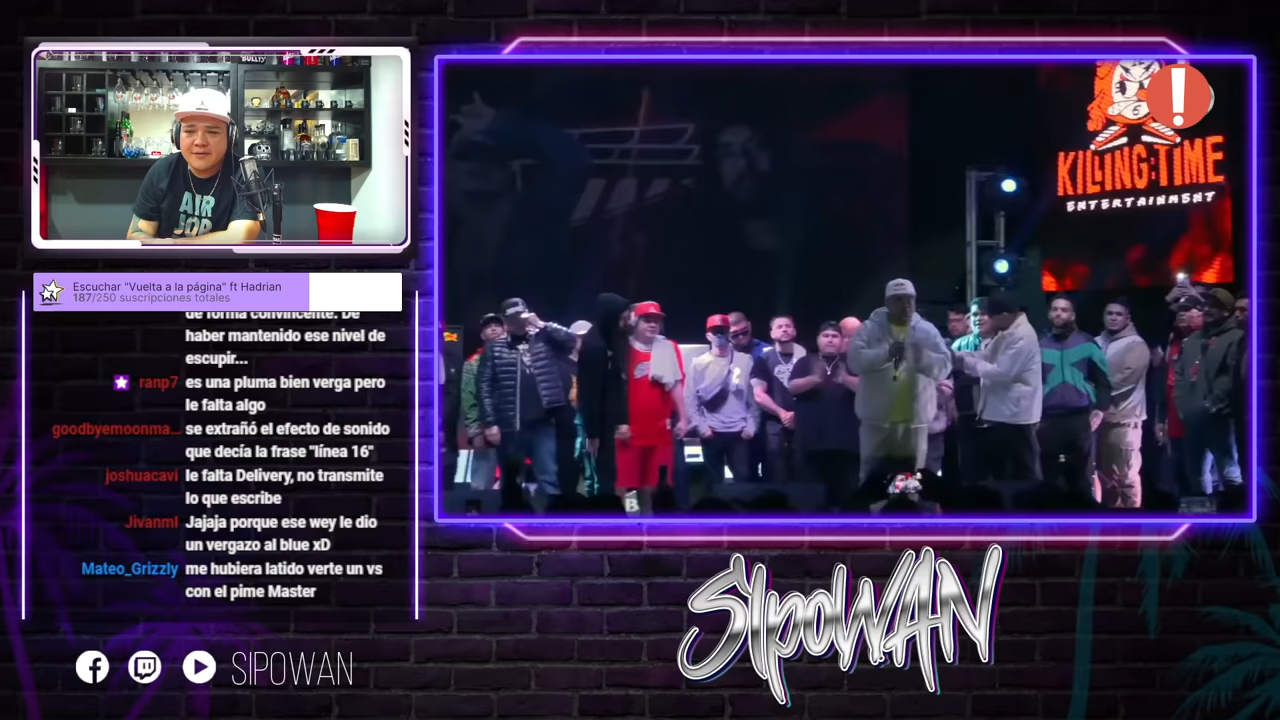 BULLY
AIR
JOR
Escuchar "Vuelta a la página" ft Hadrian
187/250 suscripciones totales
de forma convincente. De
haber mantenido ese nivel de
escupir...
ranp7 es una pluma bien verga pero
le falta algo
goodbyemoonma... se extrañó el efecto de sonido
que decía la frase "línea 16"
joshuacavi le falta Delivery, no transmite
lo que escribe
Jivanml Jajaja porque ese wey le dio
un vergazo al blue xD
Mateo_Grizzly me hubiera latido verte un vs
con el pime Master
SIPOWAN
!
KILLING:TIME
ENTERTAINMENT
B
SIPOWAN